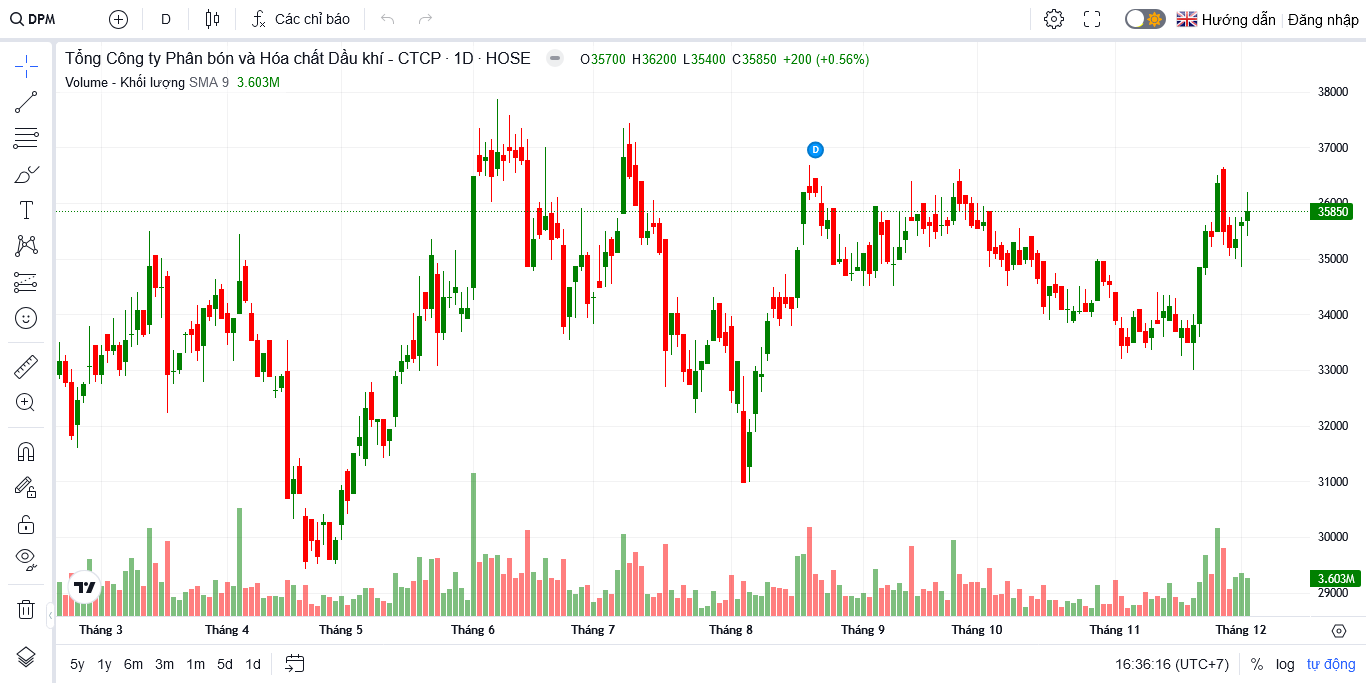 DPM D Các chỉ báo Hướng dẫn Đăng nhập
Tổng Công ty Phân bón và Hóa chất Dầu khí - CTCP · 1D · HOSE O35700 H36200 L35400 C35850 +200 (+0.56%)
Volume - Khối lượng SMA 9 3.603M
D
38000
37000
36000
35850
35000
34000
33000
32000
31000
30000
3.603M
29000
Tháng 3 Tháng 4 Tháng 5 Tháng 6 Tháng 7 Tháng 8 Tháng 9 Tháng 10 Tháng 11 Tháng 12
5y 1y 6m 3m 1m 5d 1d 16:36:16 (UTC+7) % log tự động